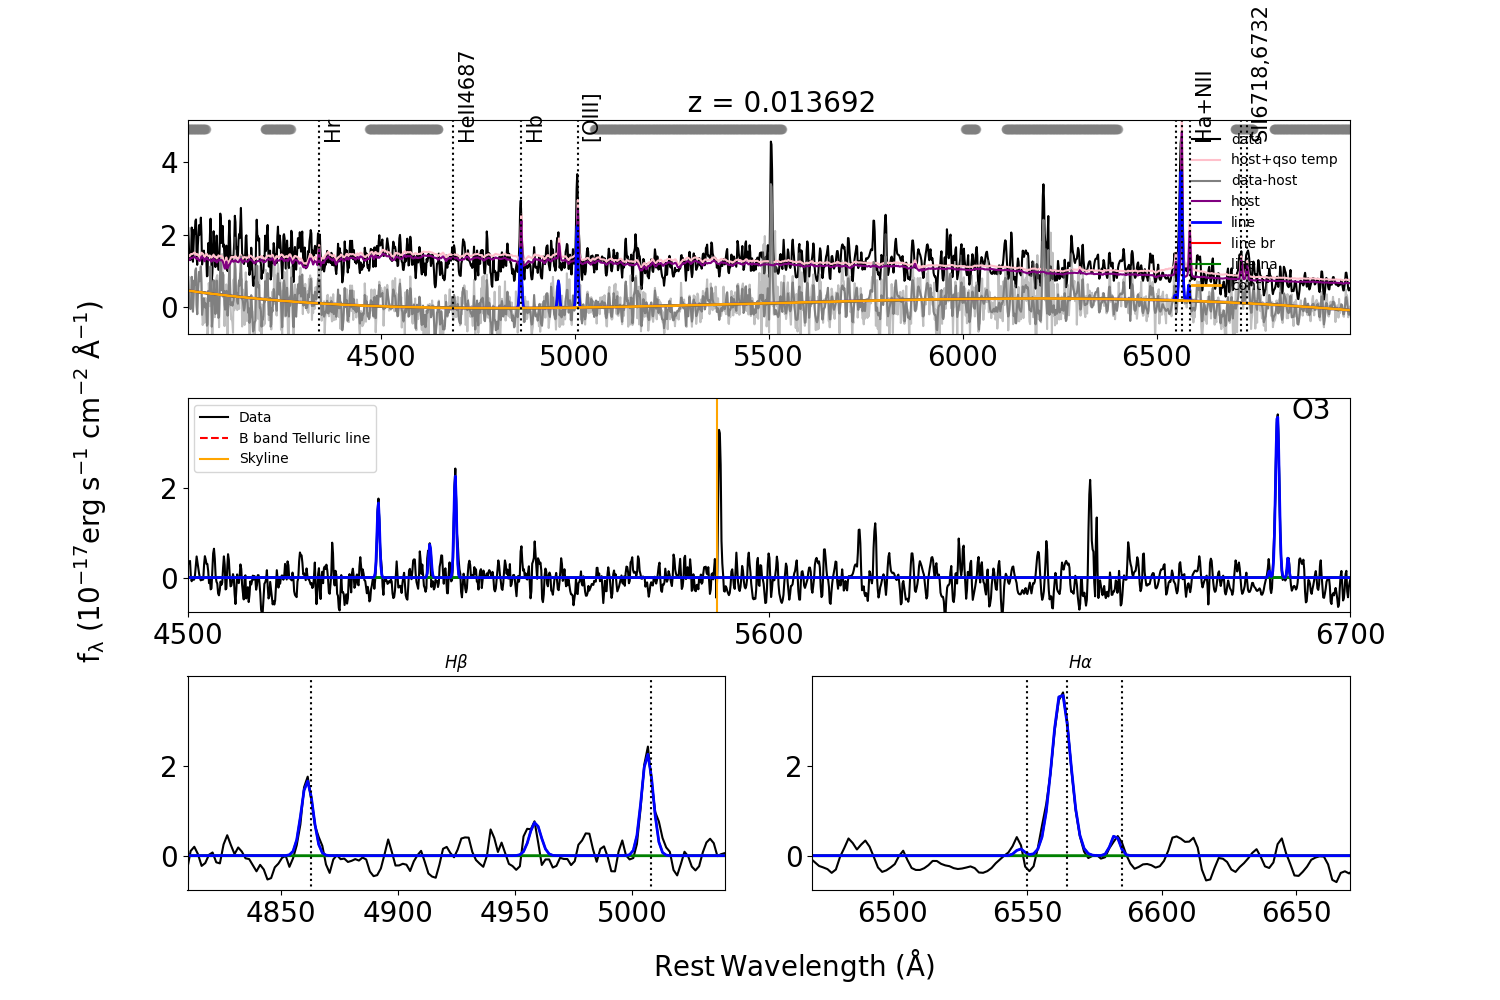 z = 0.013692
Hr
HeII4687
Hb
[OIII]
Ha+NII
SII6718,6732
data
host+qso temp
data-host
host
line
line br
line na
conti
4
2
0
4500
5000
5500
6000
6500
fλ (10−17erg s−1 cm−2 Å−1)
Data
B band Telluric line
Skyline
O3
2
0
4500
5600
6700
Hβ
2
0
4850
4900
4950
5000
Hα
2
0
6500
6550
6600
6650
Rest Wavelength (Å)